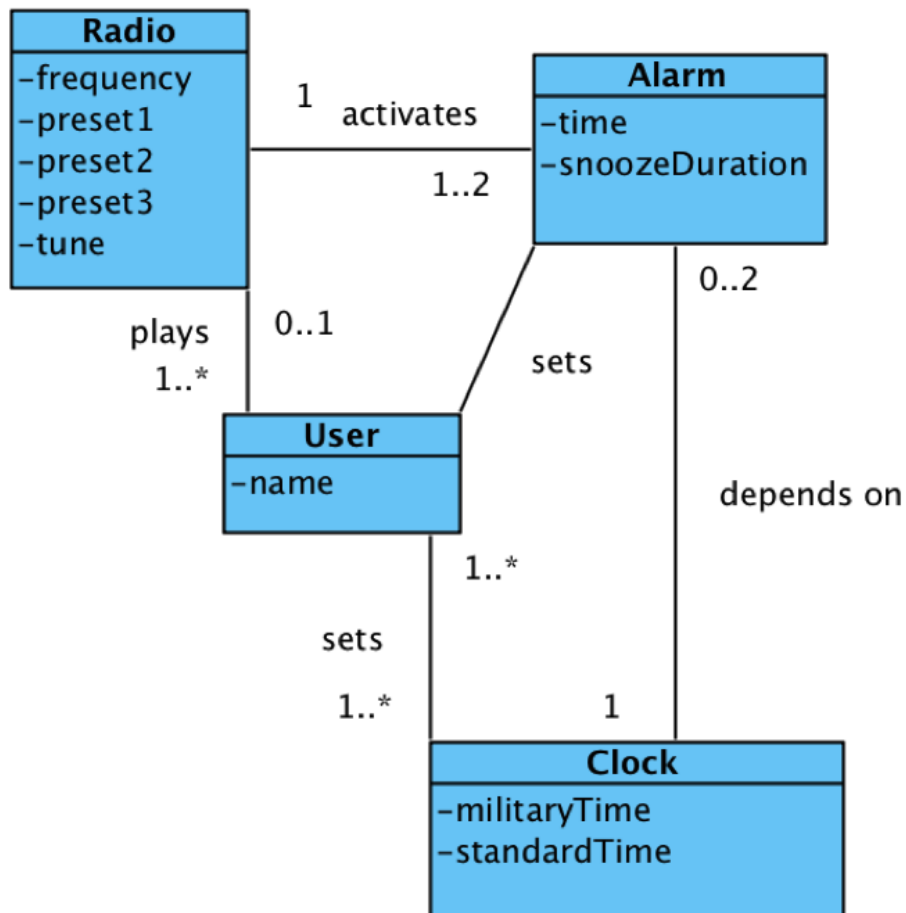 Radio
-frequency
-preset1
-preset2
-preset3
-tune
1
activates
1..2
Alarm
-time
-snoozeDuration
plays
0..1
1..*
sets
0..2
User
-name
depends on
1..*
sets
1..*
1
Clock
-militaryTime
-standardTime